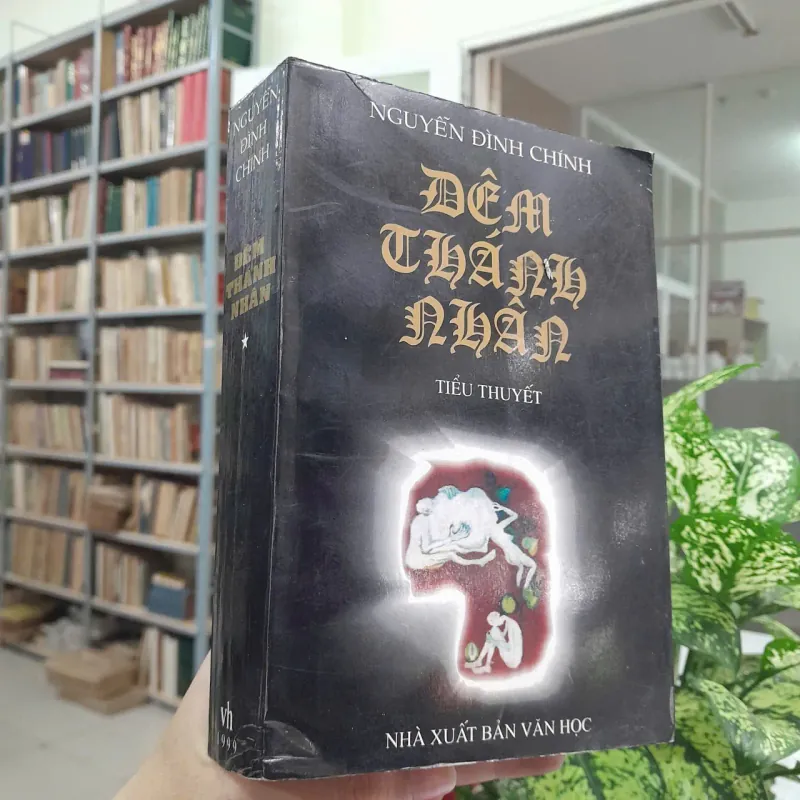 NGUYỄN
ĐÌNH
CHÍNH
ĐÊM
THÁNH
NHÂN
*
vh
1999
NGUYỄN ĐÌNH CHÍNH
ĐÊM
THÁNH
NHÂN
TIỂU THUYẾT
NHÀ XUẤT BẢN VĂN HỌC